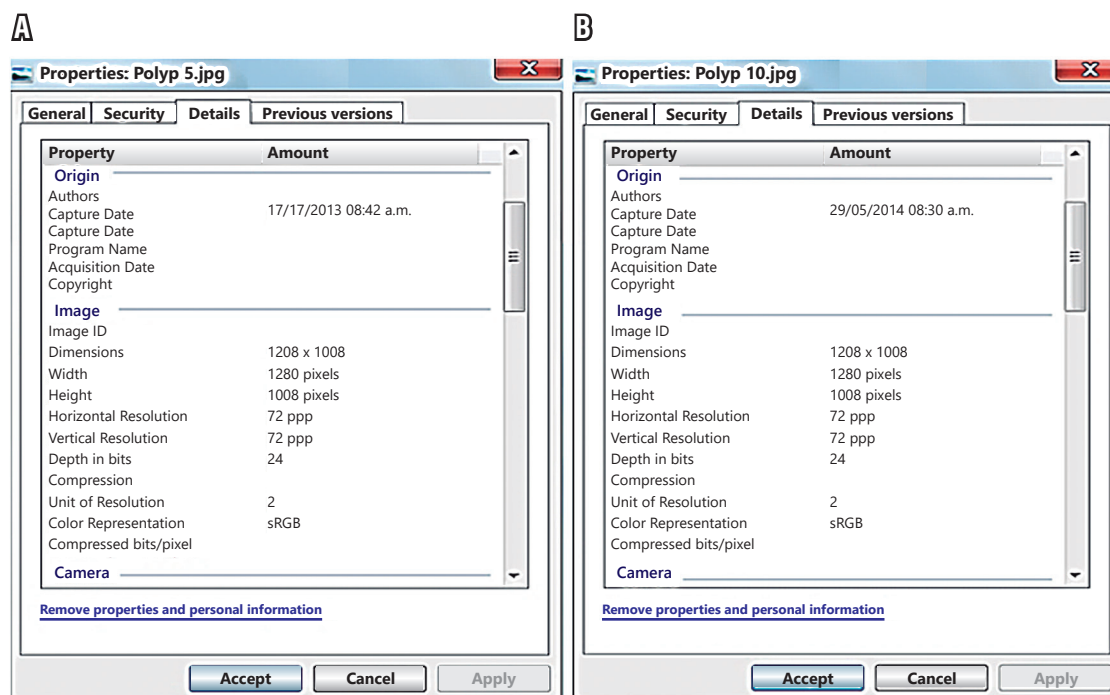 A
Properties: Polyp 5.jpg
X
General Security Details Previous versions
Property Amount
Origin
Authors
Capture Date 17/17/2013 08:42 a.m.
Capture Date
Program Name
Acquisition Date
Copyright
Image
Image ID
Dimensions 1208 x 1008
Width 1280 pixels
Height 1008 pixels
Horizontal Resolution 72 ppp
Vertical Resolution 72 ppp
Depth in bits 24
Compression
Unit of Resolution 2
Color Representation sRGB
Compressed bits/pixel
Camera
Remove properties and personal information
Accept Cancel Apply
B
Properties: Polyp 10.jpg
X
General Security Details Previous versions
Property Amount
Origin
Authors
Capture Date 29/05/2014 08:30 a.m.
Capture Date
Program Name
Acquisition Date
Copyright
Image
Image ID
Dimensions 1208 x 1008
Width 1280 pixels
Height 1008 pixels
Horizontal Resolution 72 ppp
Vertical Resolution 72 ppp
Depth in bits 24
Compression
Unit of Resolution 2
Color Representation sRGB
Compressed bits/pixel
Camera
Remove properties and personal information
Accept Cancel Apply